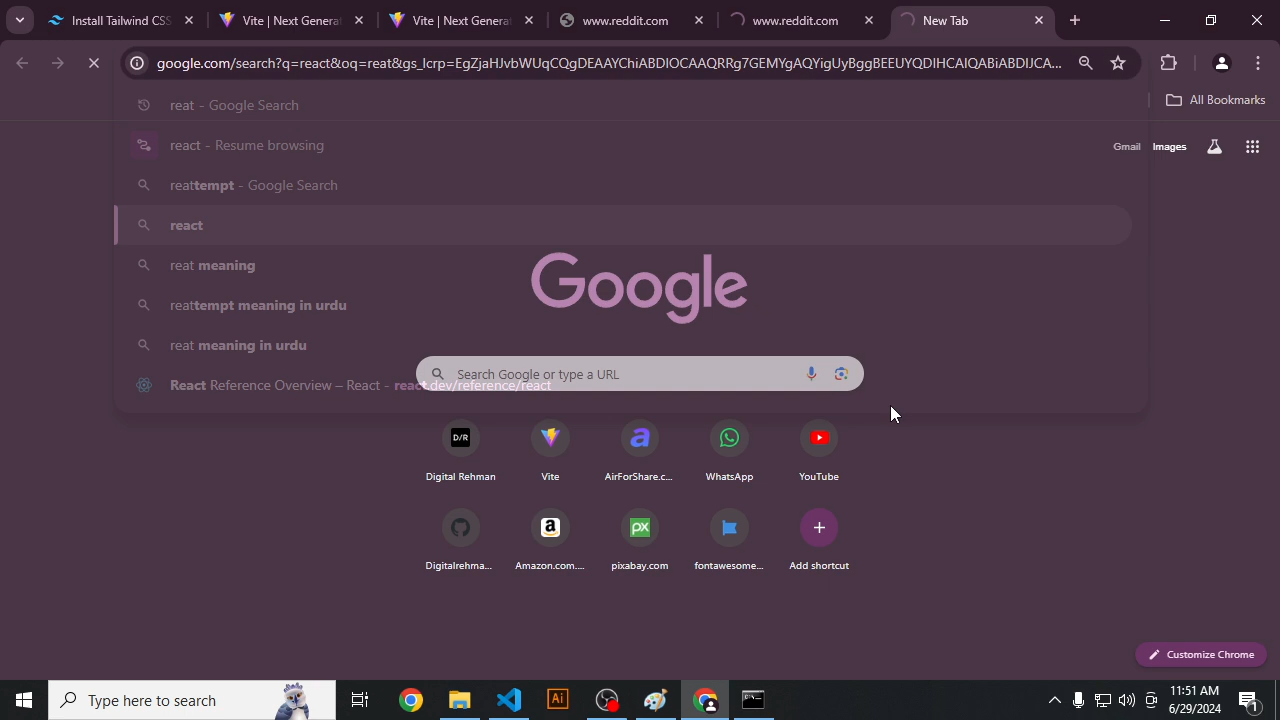 Install Tailwind CSS
Vite | Next Generat
Vite | Next Generat
www.reddit.com
www.reddit.com
New Tab
google.com/search?q=react&oq=reat&gs_lcrp=EgZjaHJvbWUqCQgDEAAYChiABDIOCAAQRRg7GEMYgAQYigUyBggBEEUYQDIHCAIQABiABDIJCA...
All Bookmarks
reat - Google Search
react - Resume browsing
Gmail
Images
reattempt - Google Search
react
reat meaning
Google
reattempt meaning in urdu
reat meaning in urdu
Search Google or type a URL
React Reference Overview – React - react.dev/reference/react
D/R
Digital Rehman
Vite
AirForShare.c...
WhatsApp
YouTube
px
Digitalrehma...
Amazon.com....
pixabay.com
fontawesome...
Add shortcut
Customize Chrome
Type here to search
Ai
11:51 AM
6/29/2024
1